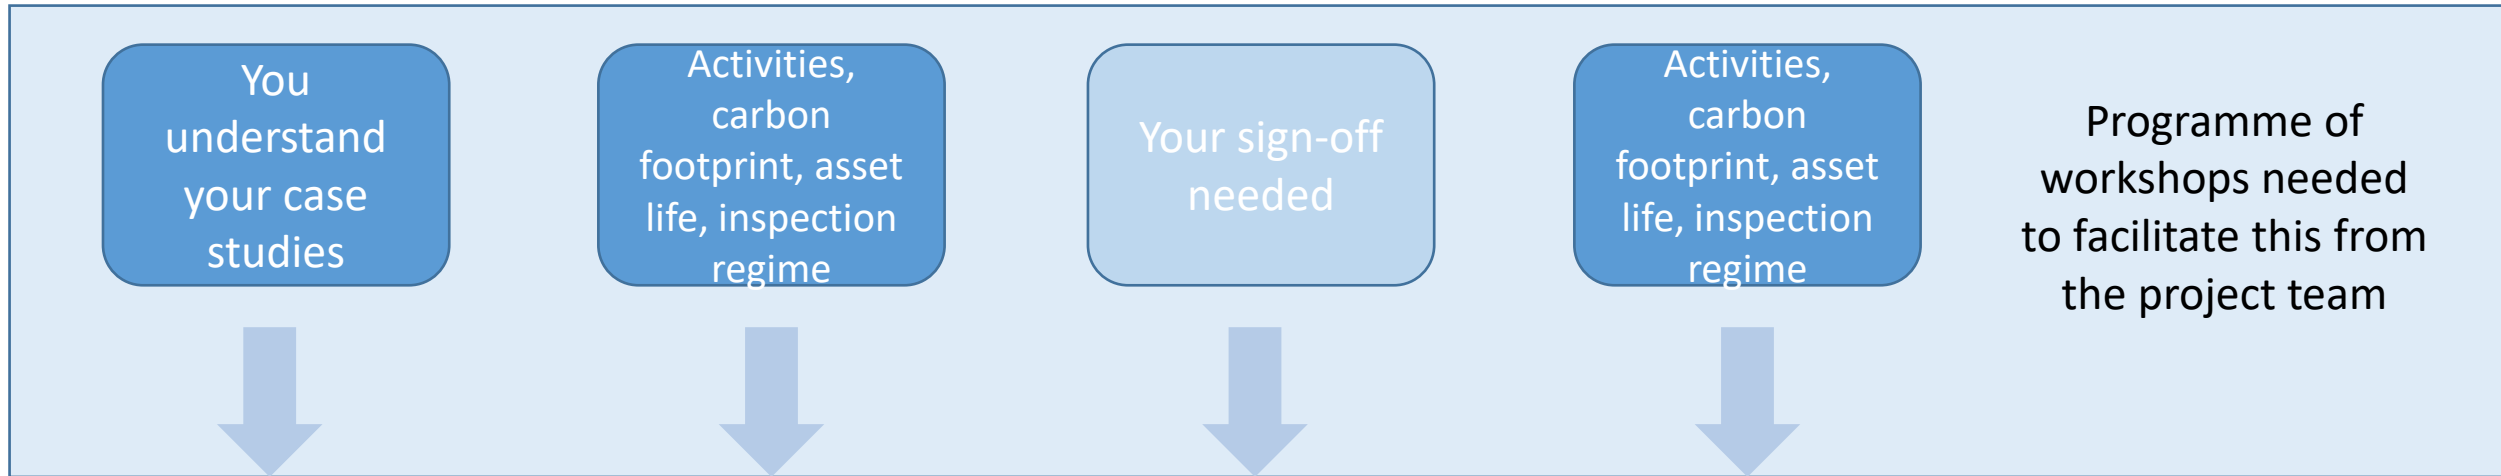 You
understand
your case
studies
Activities,
carbon
footprint, asset
life, inspection
regime
Your sign-off
needed
Activities,
carbon
footprint, asset
life, inspection
regime
Programme of
workshops needed
to facilitate this from
the project team